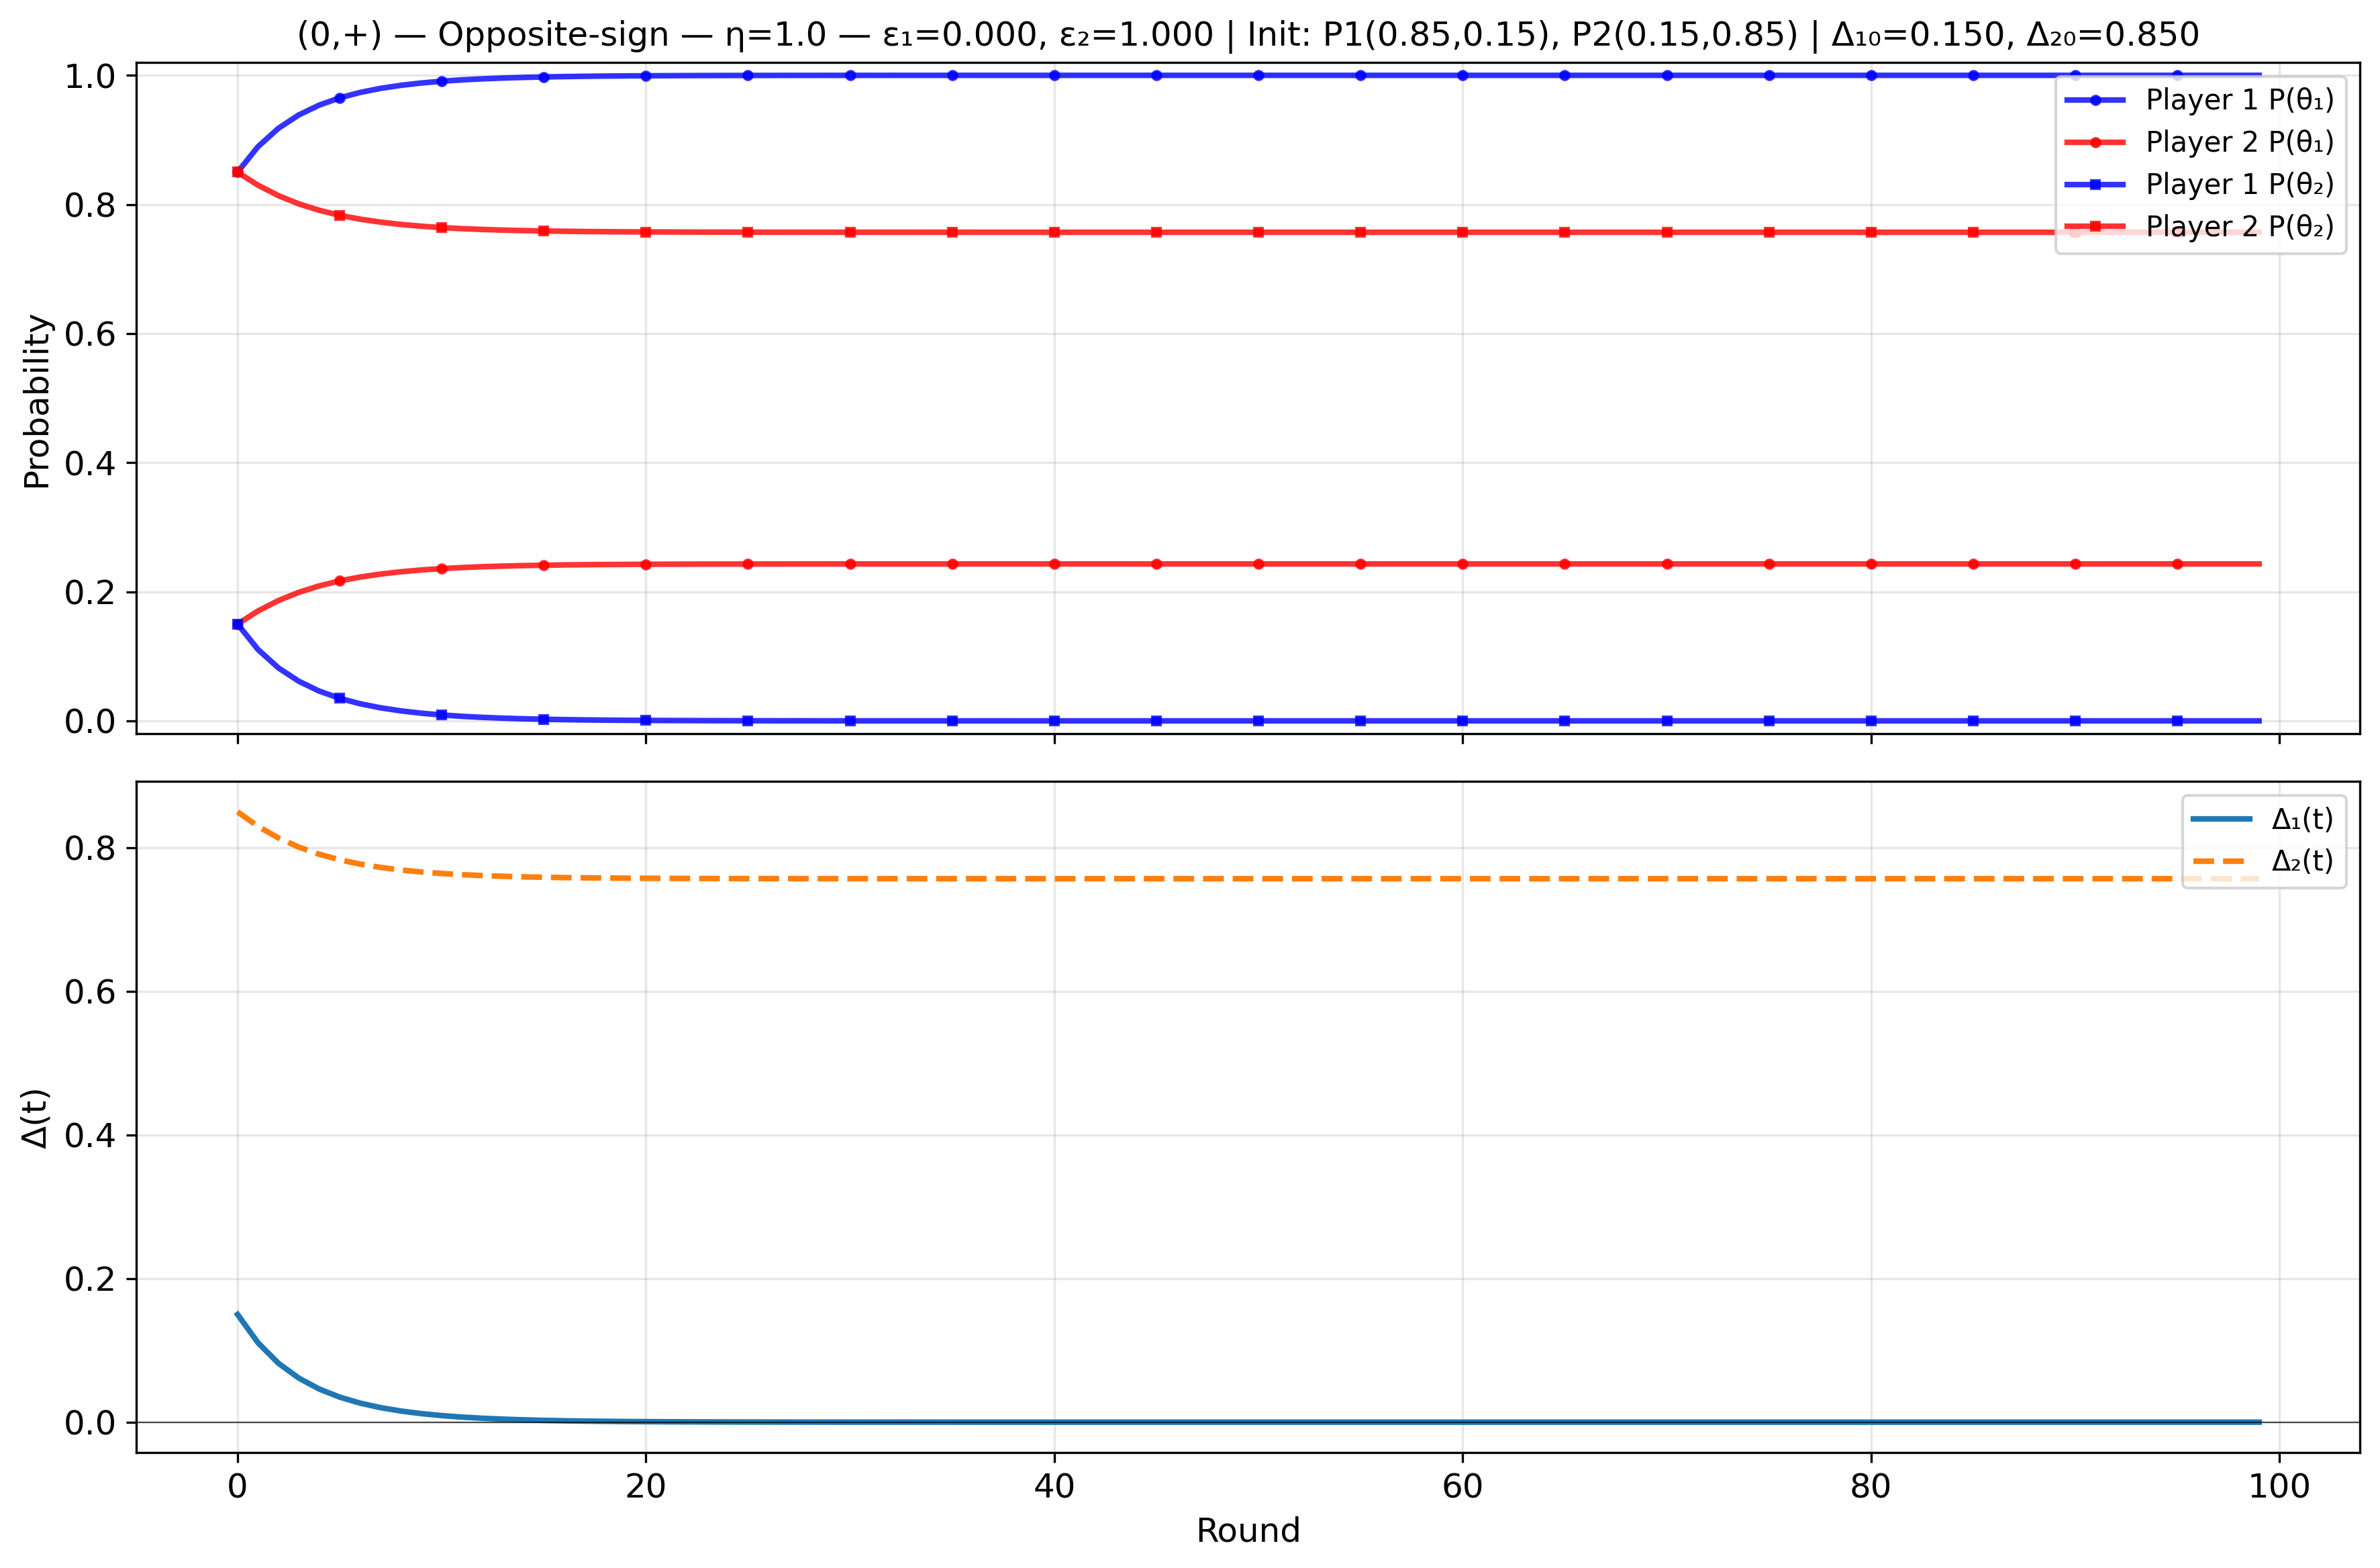 (0,+) — Opposite-sign — η=1.0 — ε₁=0.000, ε₂=1.000 | Init: P1(0.85,0.15), P2(0.15,0.85) | Δ₁₀=0.150, Δ₂₀=0.850
1.0
0.8
0.6
0.4
0.2
0.0
Probability
Player 1 P(θ₁)
Player 2 P(θ₁)
Player 1 P(θ₂)
Player 2 P(θ₂)
0.8
0.6
0.4
0.2
0.0
Δ(t)
Δ₁(t)
Δ₂(t)
0 20 40 60 80 100
Round